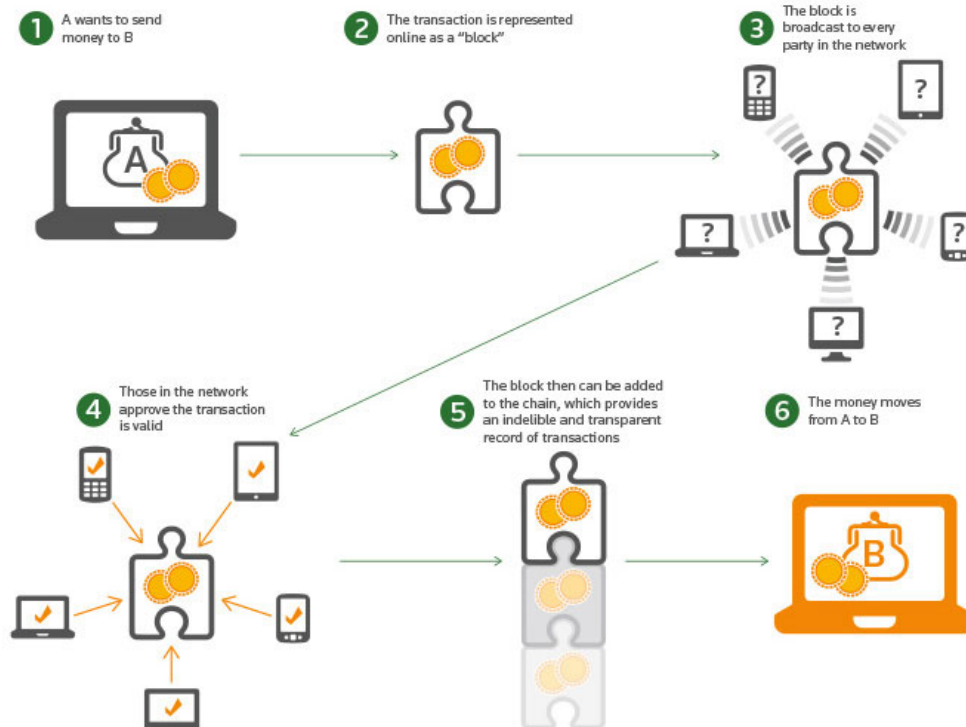 1
A wants to send
money to B
2
The transaction is represented
online as a “block”
3
The block is
broadcast to every
party in the network
A
?
?
?
?
?
4
Those in the network
approve the transaction
is valid
5
The block then can be added
to the chain, which provides
an indelible and transparent
record of transactions
6
The money moves
from A to B
B